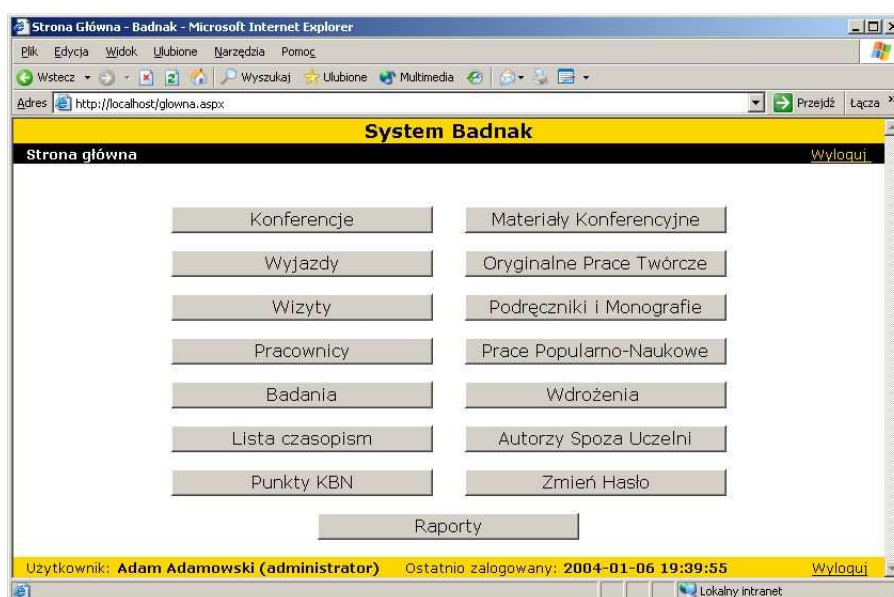 Strona Główna - Badnak - Microsoft Internet Explorer
Plik Edycja Widok Ulubione Narzędzia Pomoc
Wstecz Wyszukaj Ulubione Multimedia
Adres http://localhost/glowna.aspx Przejdź Łącza »
System Badnak
Strona główna Wyloguj
Konferencje Materiały Konferencyjne
Wyjazdy Oryginalne Prace Twórcze
Wizyty Podręczniki i Monografie
Pracownicy Prace Popularno-Naukowe
Badania Wdrożenia
Lista czasopism Autorzy Spoza Uczelni
Punkty KBN Zmień Hasło
Raporty
Użytkownik: Adam Adamowski (administrator) Ostatnio zalogowany: 2004-01-06 19:39:55 Wyloguj
Lokalny intranet